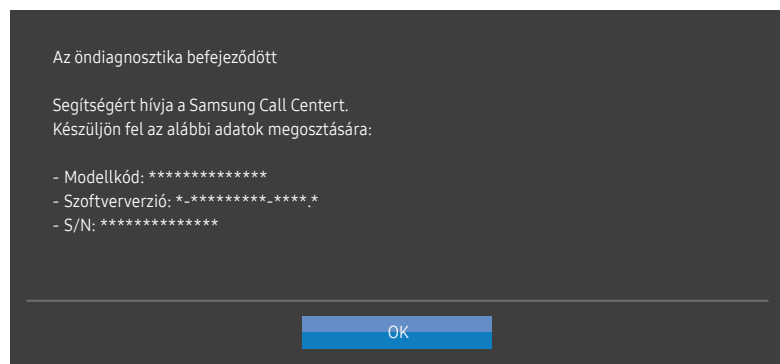 Az öndiagnosztika befejeződött
Segítségért hívja a Samsung Call Centert.
Készüljön fel az alábbi adatok megosztására:
- Modellkód: **************
- Szoftververzió: *-*********-****.*
- S/N: **************
OK